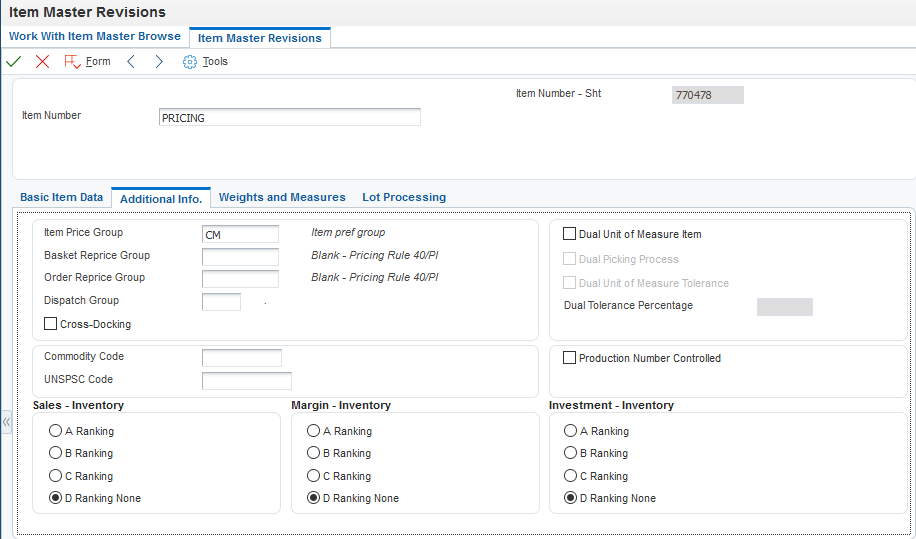 Item Master Revisions
Work With Item Master Browse Item Master Revisions
Form Tools
Item Number - Sht 770478
Item Number PRICING
Basic Item Data Additional Info. Weights and Measures Lot Processing
Item Price Group CM Item pref group
Basket Reprice Group Blank - Pricing Rule 40/PI
Order Reprice Group Blank - Pricing Rule 40/PI
Dispatch Group .
Cross-Docking
Dual Unit of Measure Item
Dual Picking Process
Dual Unit of Measure Tolerance
Dual Tolerance Percentage
Commodity Code
UNSPSC Code
Production Number Controlled
Sales - Inventory
A Ranking
B Ranking
C Ranking
D Ranking None
Margin - Inventory
A Ranking
B Ranking
C Ranking
D Ranking None
Investment - Inventory
A Ranking
B Ranking
C Ranking
D Ranking None